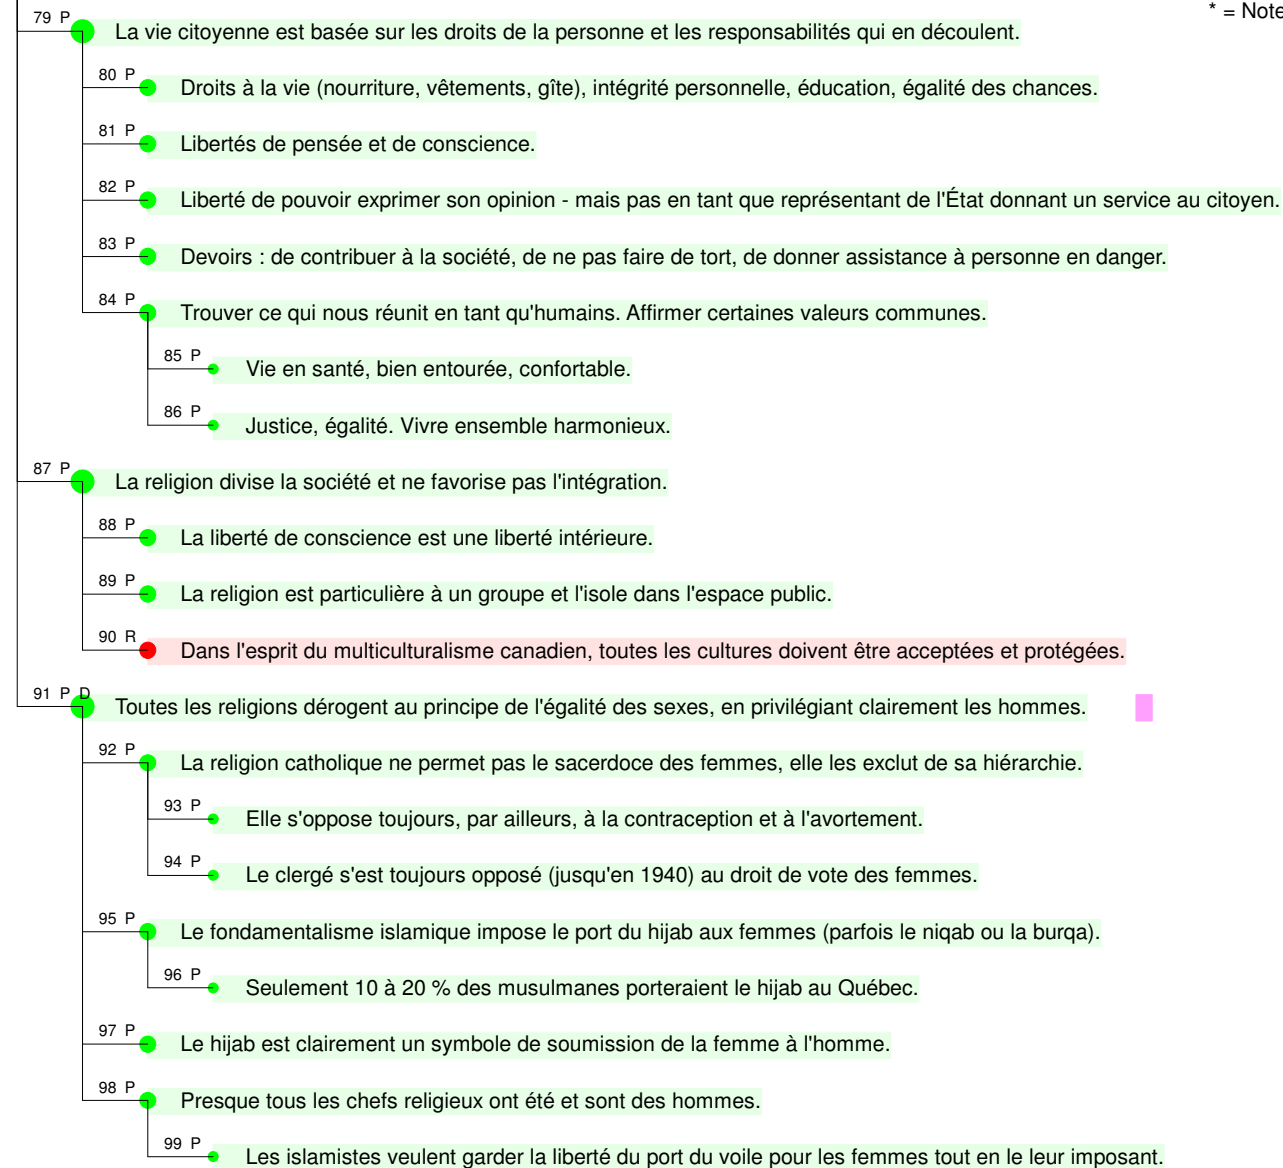 * = Note
79 P
La vie citoyenne est basée sur les droits de la personne et les responsabilités qui en découlent.
80 P
Droits à la vie (nourriture, vêtements, gîte), intégrité personnelle, éducation, égalité des chances.
81 P
Libertés de pensée et de conscience.
82 P
Liberté de pouvoir exprimer son opinion - mais pas en tant que représentant de l'État donnant un service au citoyen.
83 P
Devoirs : de contribuer à la société, de ne pas faire de tort, de donner assistance à personne en danger.
84 P
Trouver ce qui nous réunit en tant qu'humains. Affirmer certaines valeurs communes.
85 P
Vie en santé, bien entourée, confortable.
86 P
Justice, égalité. Vivre ensemble harmonieux.
87 P
La religion divise la société et ne favorise pas l'intégration.
88 P
La liberté de conscience est une liberté intérieure.
89 P
La religion est particulière à un groupe et l'isole dans l'espace public.
90 R
Dans l'esprit du multiculturalisme canadien, toutes les cultures doivent être acceptées et protégées.
91 P D
Toutes les religions dérogent au principe de l'égalité des sexes, en privilégiant clairement les hommes.
92 P
La religion catholique ne permet pas le sacerdoce des femmes, elle les exclut de sa hiérarchie.
93 P
Elle s'oppose toujours, par ailleurs, à la contraception et à l'avortement.
94 P
Le clergé s'est toujours opposé (jusqu'en 1940) au droit de vote des femmes.
95 P
Le fondamentalisme islamique impose le port du hijab aux femmes (parfois le niqab ou la burqa).
96 P
Seulement 10 à 20 % des musulmanes porteraient le hijab au Québec.
97 P
Le hijab est clairement un symbole de soumission de la femme à l'homme.
98 P
Presque tous les chefs religieux ont été et sont des hommes.
99 P
Les islamistes veulent garder la liberté du port du voile pour les femmes tout en le leur imposant.